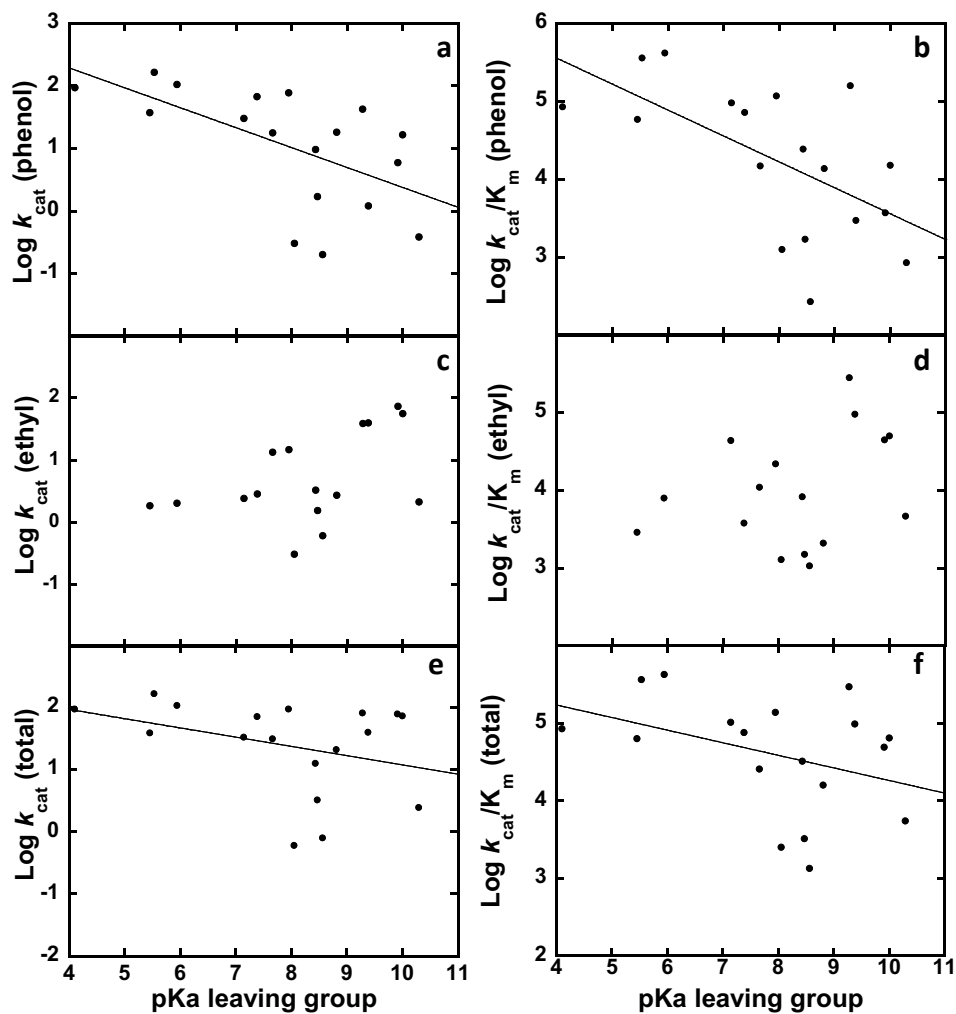 3
2
1
0
-1
a
Log kcat (phenol)
6
5
4
3
b
Log kcat/Km (phenol)
2
1
0
-1
c
Log kcat (ethyl)
5
4
3
d
Log kcat/Km (ethyl)
2
1
0
-1
-2
e
Log kcat (total)
4 5 6 7 8 9 10 11
pKa leaving group
5
4
3
2
f
Log kcat/Km (total)
4 5 6 7 8 9 10 11
pKa leaving group